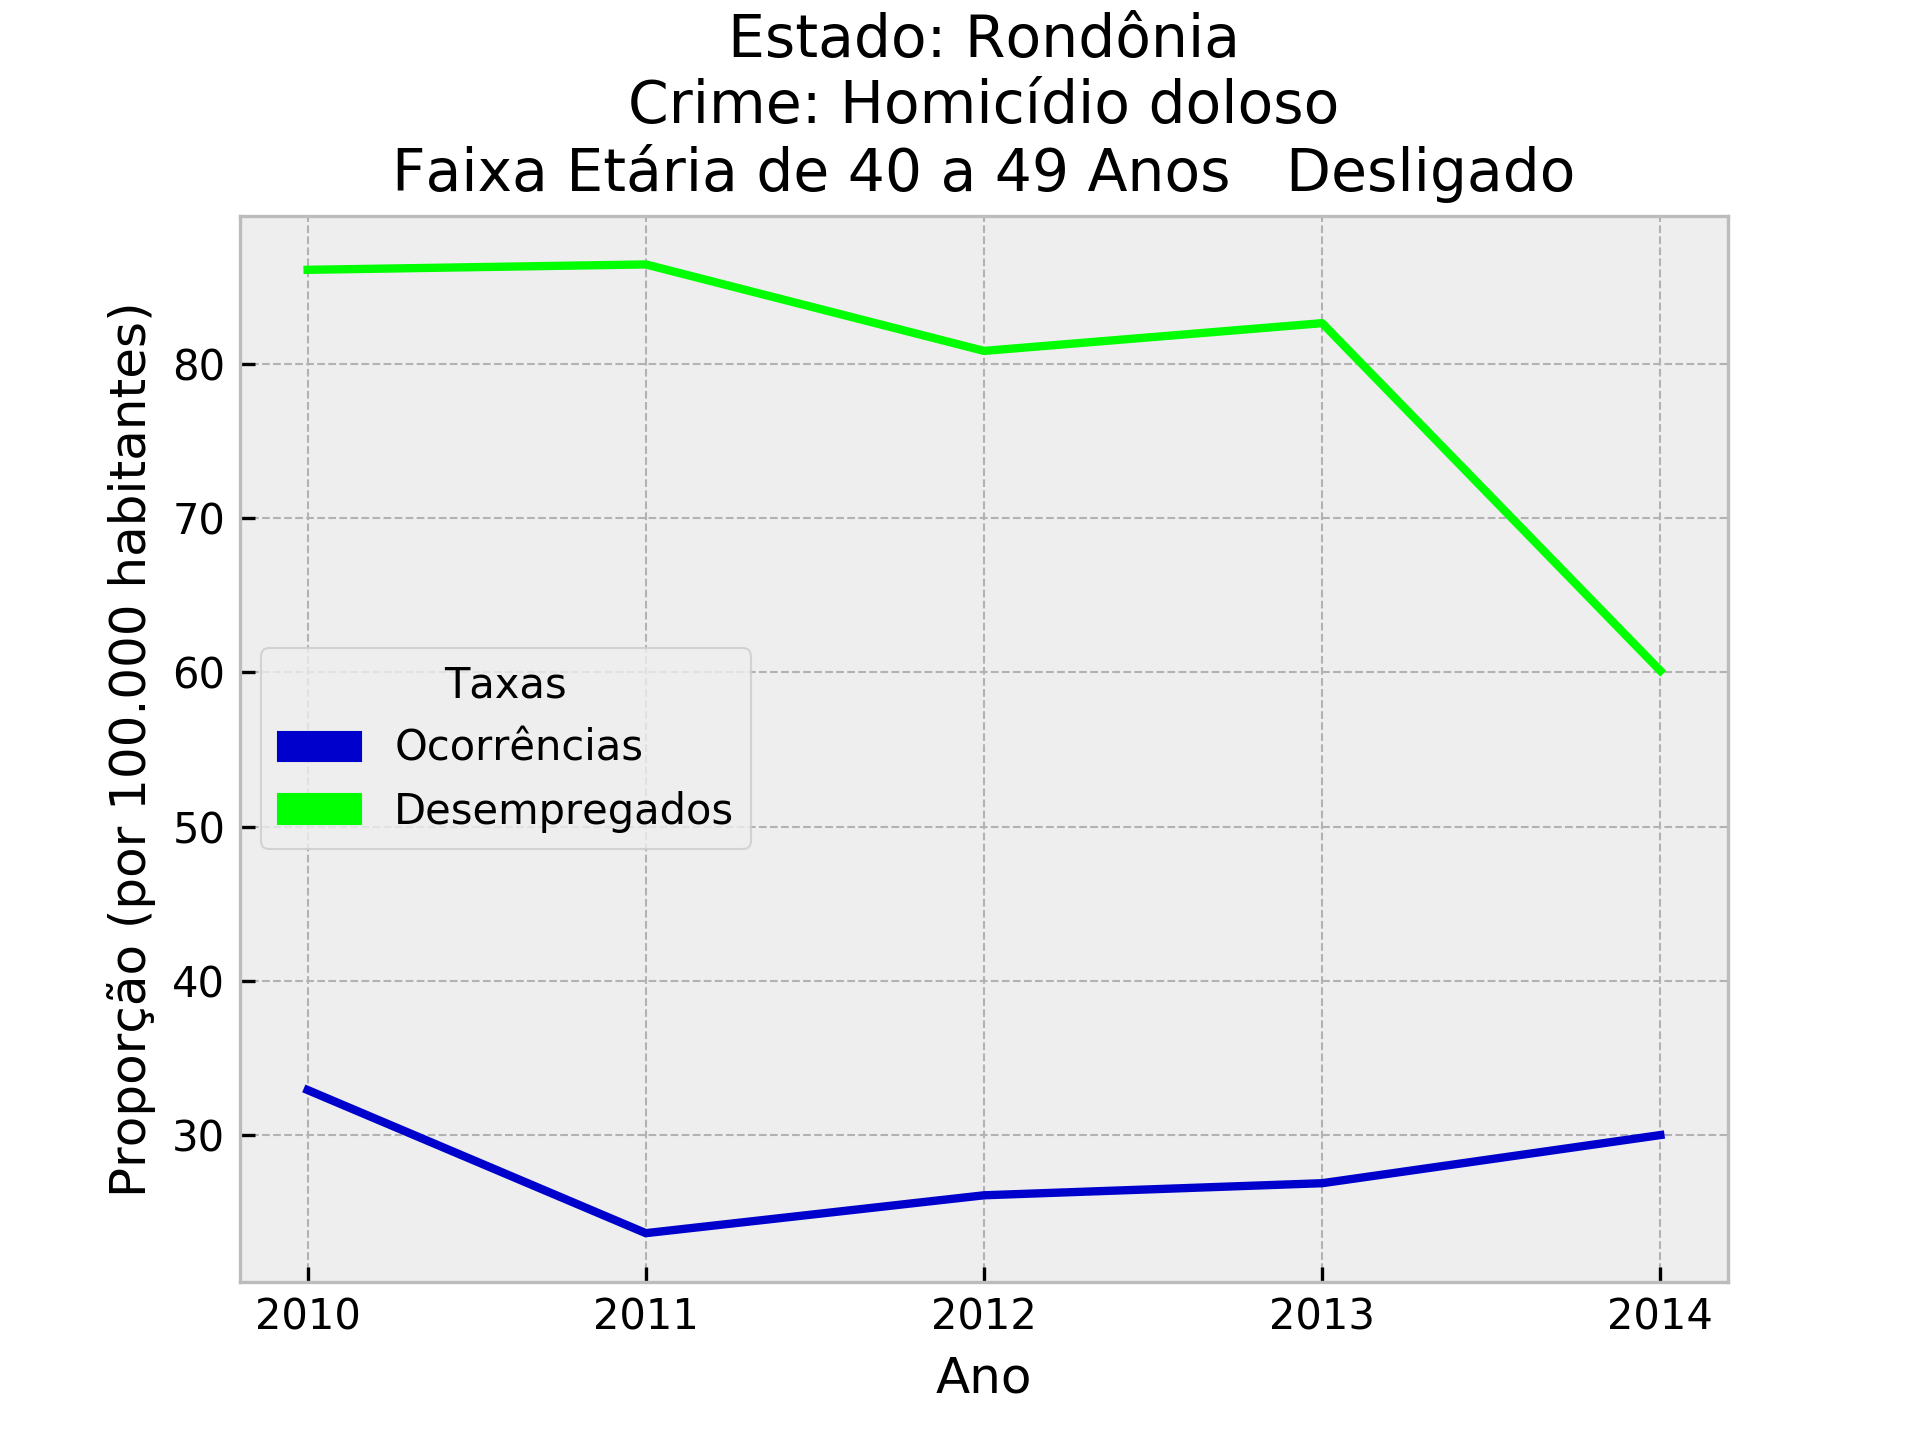 Estado: Rondônia
Crime: Homicídio doloso
Faixa Etária de 40 a 49 Anos   Desligado
Proporção (por 100.000 habitantes)
80
70
60
50
40
30
Taxas
Ocorrências
Desempregados
2010 2011 2012 2013 2014
Ano